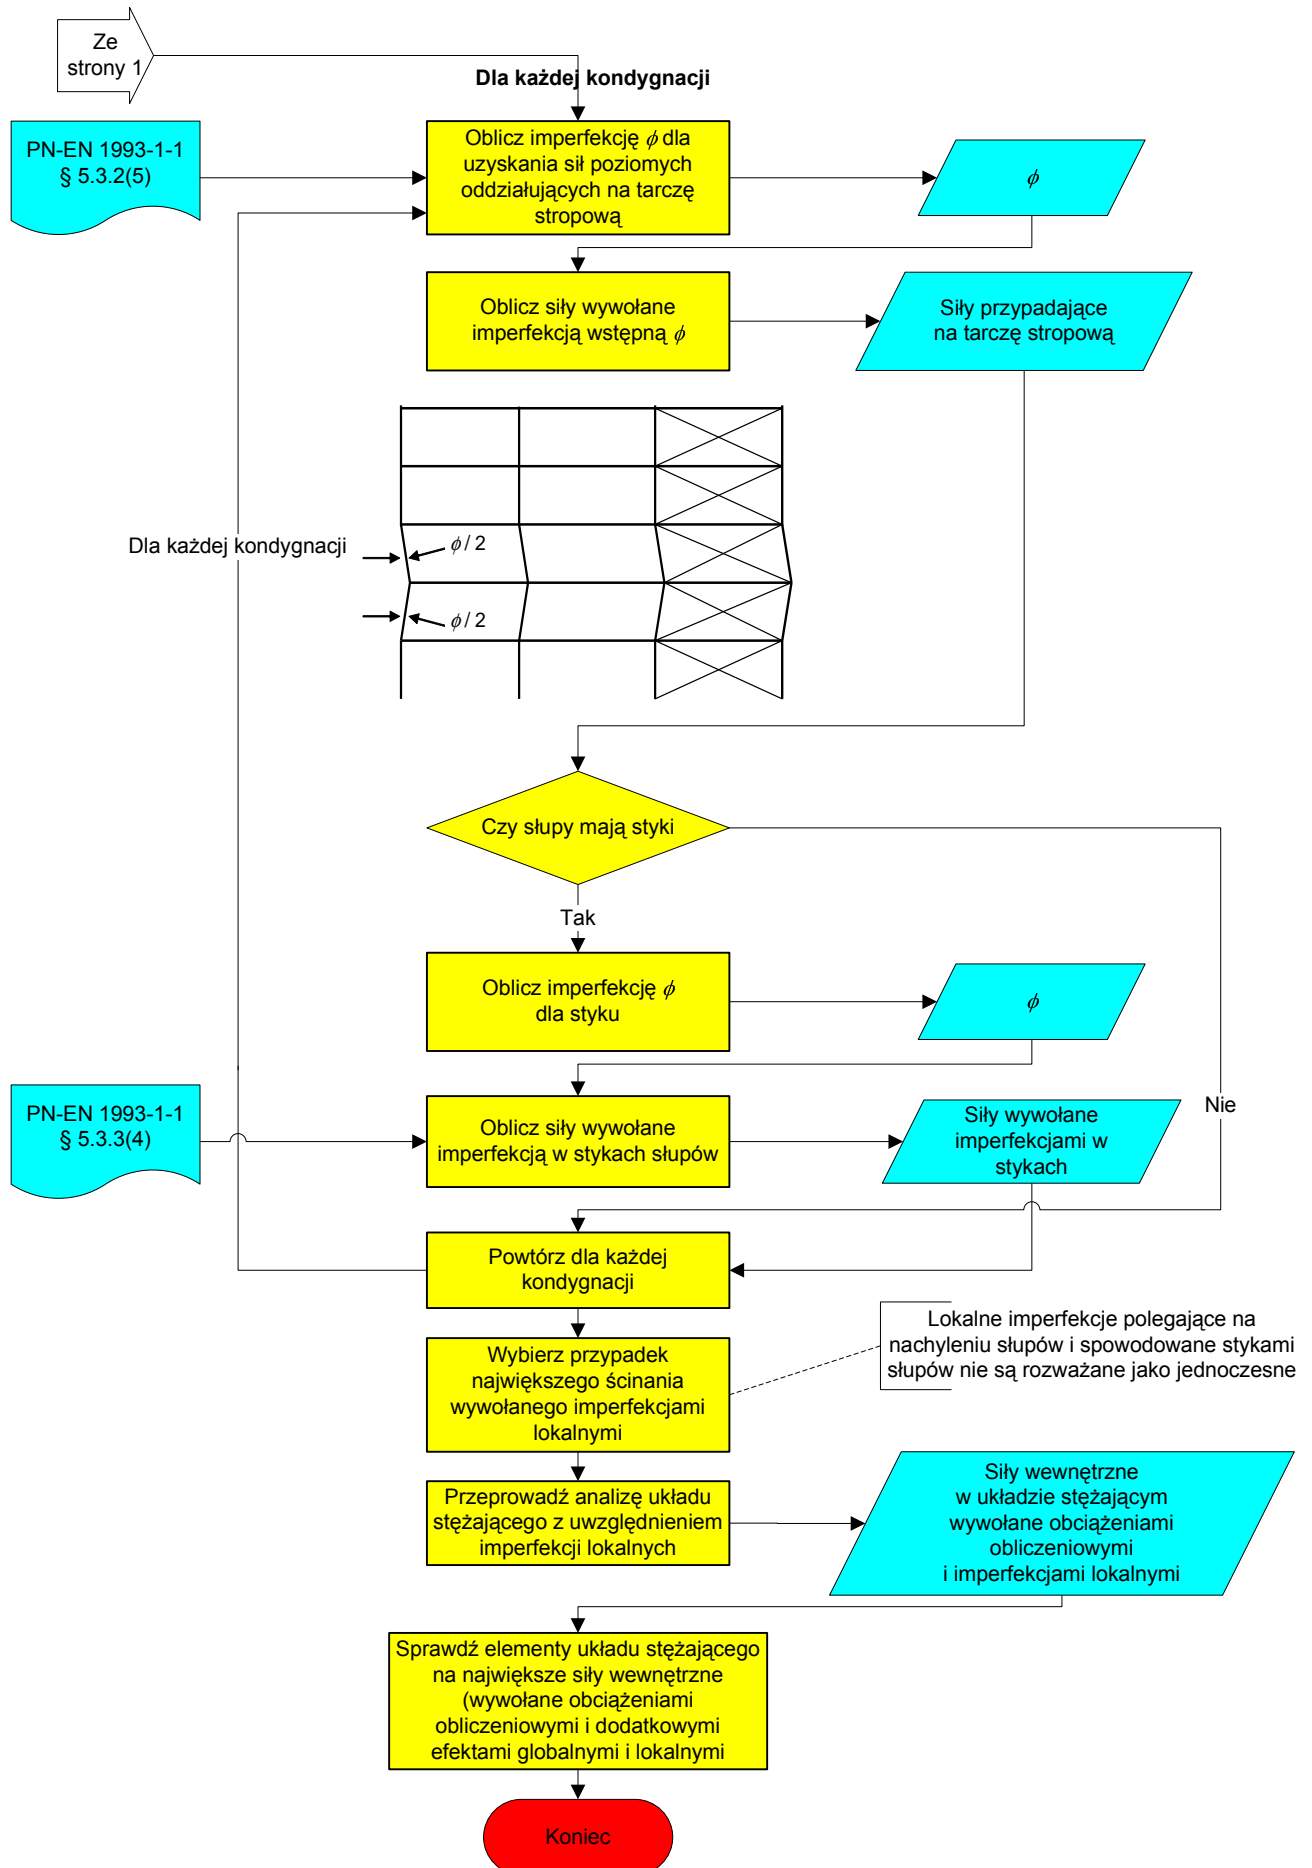 Ze
strony 1
Dla każdej kondygnacji
PN-EN 1993-1-1
§ 5.3.2(5)
Oblicz imperfekcję ϕ dla
uzyskania sił poziomych
oddziałujących na tarczę
stropową
ϕ
Oblicz siły wywołane
imperfekcją wstępną ϕ
Siły przypadające
na tarczę stropową
Dla każdej kondygnacji
ϕ / 2
ϕ / 2
Czy słupy mają styki
Tak
Oblicz imperfekcję ϕ
dla styku
ϕ
Nie
PN-EN 1993-1-1
§ 5.3.3(4)
Oblicz siły wywołane
imperfekcją w stykach słupów
Siły wywołane
imperfekcjami w
stykach
Powtórz dla każdej
kondygnacji
Lokalne imperfekcje polegające na
nachyleniu słupów i spowodowane stykami
słupów nie są rozważane jako jednoczesne
Wybierz przypadek
największego ścinania
wywołanego imperfekcjami
lokalnymi
Przeprowadź analizę układu
stężającego z uwzględnieniem
imperfekcji lokalnych
Siły wewnętrzne
w układzie stężającym
wywołane obciążeniami
obliczeniowymi
i imperfekcjami lokalnymi
Sprawdź elementy układu stężającego
na największe siły wewnętrzne
(wywołane obciążeniami
obliczeniowymi i dodatkowymi
efektami globalnymi i lokalnymi
Koniec